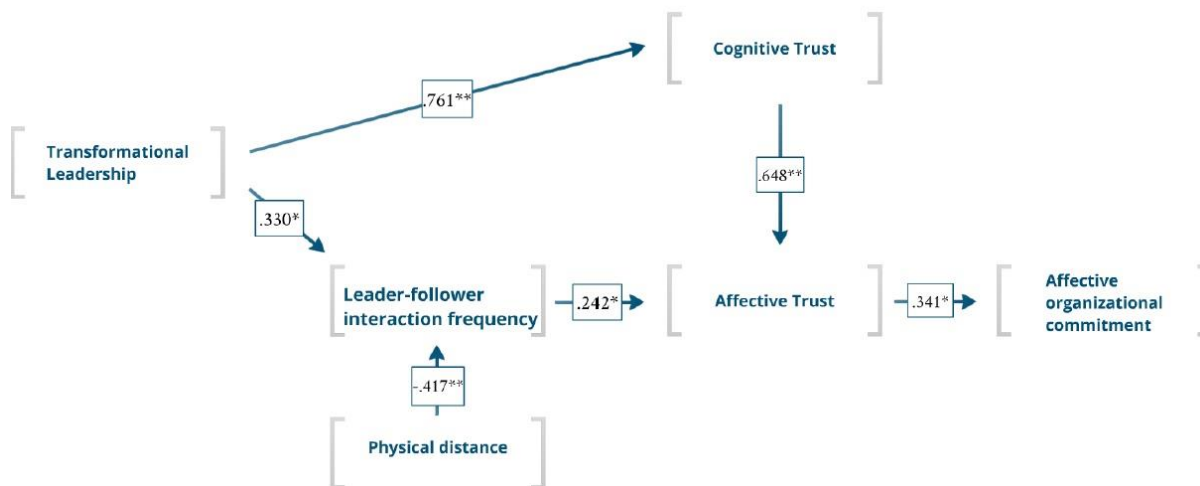 Cognitive Trust
.761**
Transformational
Leadership
.648**
.330*
Leader-follower
interaction frequency
.242*
Affective Trust
.341*
Affective
organizational
commitment
-.417**
Physical distance